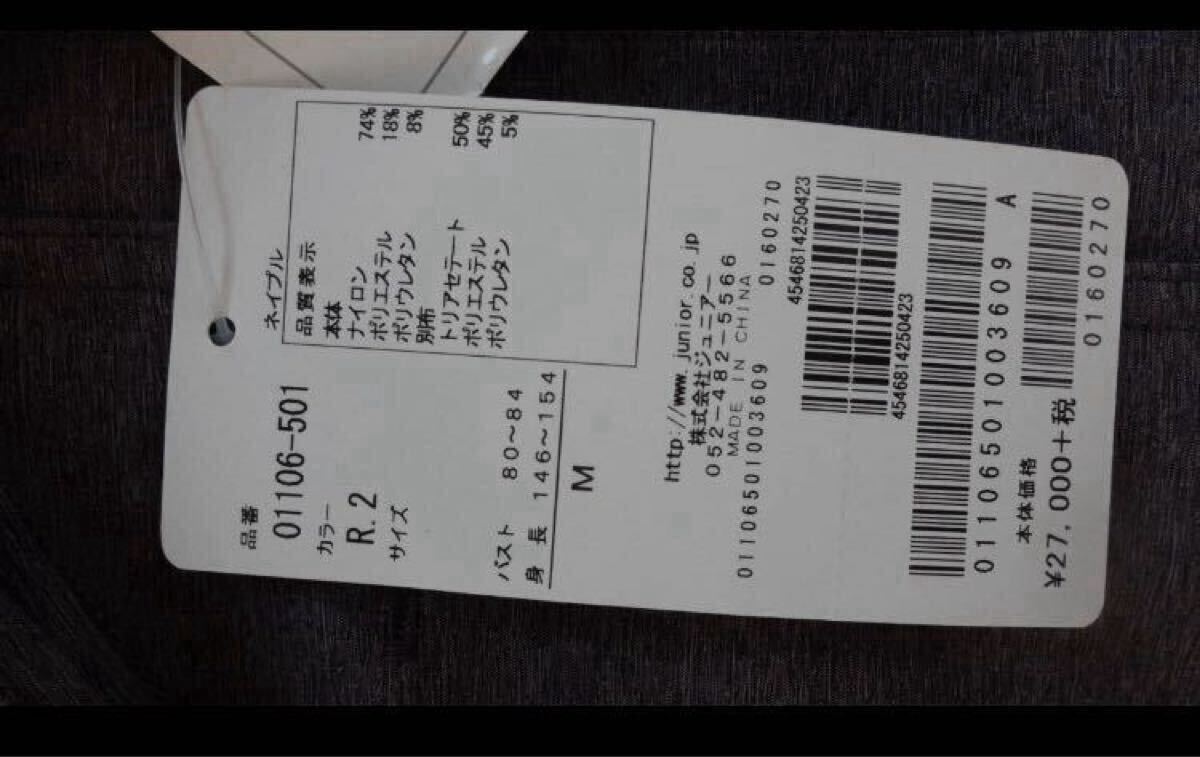 品番 ネイブル
01106-501
カラー
R.2
サイズ
品質表示
本体
ナイロン 74%
ポリエステル 18%
ポリウレタン 8%
別布
トリアセテート 50%
ポリエステル 45%
ポリウレタン 5%
バスト 80~84
身長 146~154
M
http://www.junior.co.jp
株式会社ジュニアー
052-482-5566
MADE IN CHINA
01106501003609 0160270
4546814250423
4546814250423
01106501003609 A
本体価格
¥27,000+税 0160270